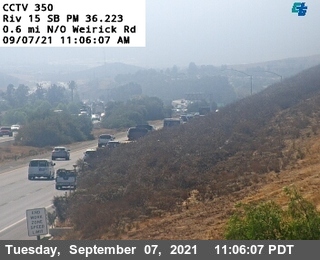 CCTV 350
Riv 15 SB PM 36.223
0.6 mi N/O Weirick Rd
09/07/21 11:06:07 AM
Tuesday, September 07, 2021 11:06:07 PDT